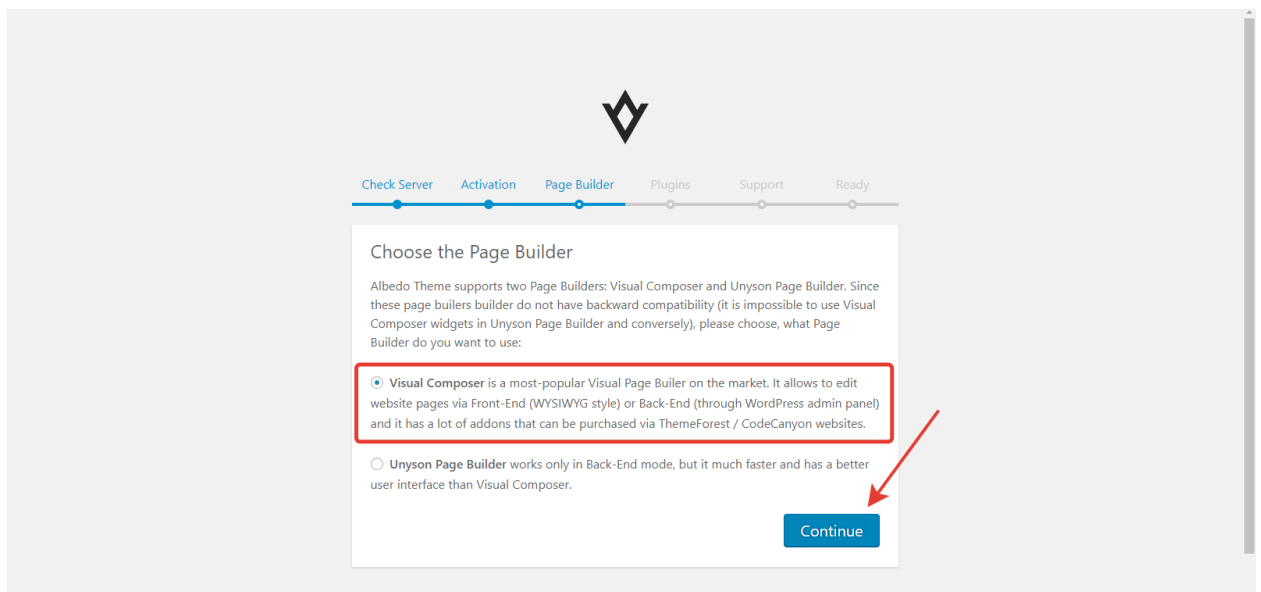 Check Server Activation Page Builder Plugins Support Ready
Choose the Page Builder
Albedo Theme supports two Page Builders: Visual Composer and Unyson Page Builder. Since
these page builers builder do not have backward compatibility (it is impossible to use Visual
Composer widgets in Unyson Page Builder and conversely), please choose, what Page
Builder do you want to use:
Visual Composer is a most-popular Visual Page Builer on the market. It allows to edit
website pages via Front-End (WYSIWYG style) or Back-End (through WordPress admin panel)
and it has a lot of addons that can be purchased via ThemeForest / CodeCanyon websites.
Unyson Page Builder works only in Back-End mode, but it much faster and has a better
user interface than Visual Composer.
Continue